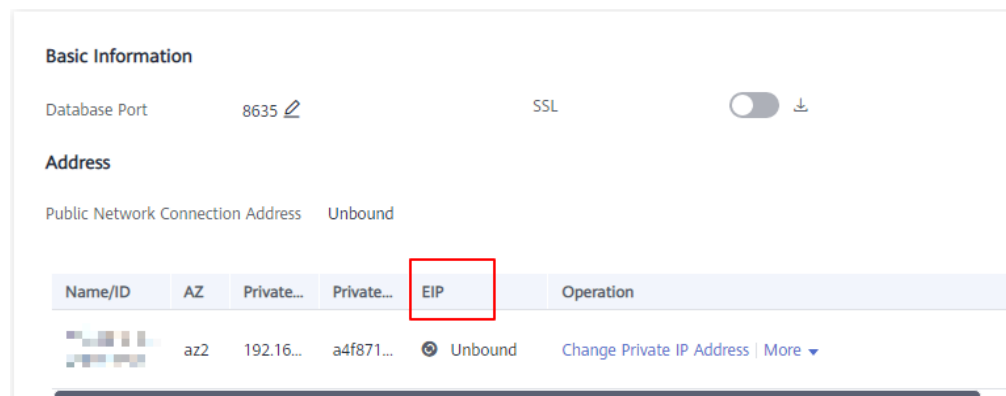 Basic Information
Database Port 8635 SSL
Address
Public Network Connection Address Unbound
Name/ID AZ Private... Private... EIP Operation
az2 192.16... a4f871... Unbound Change Private IP Address More